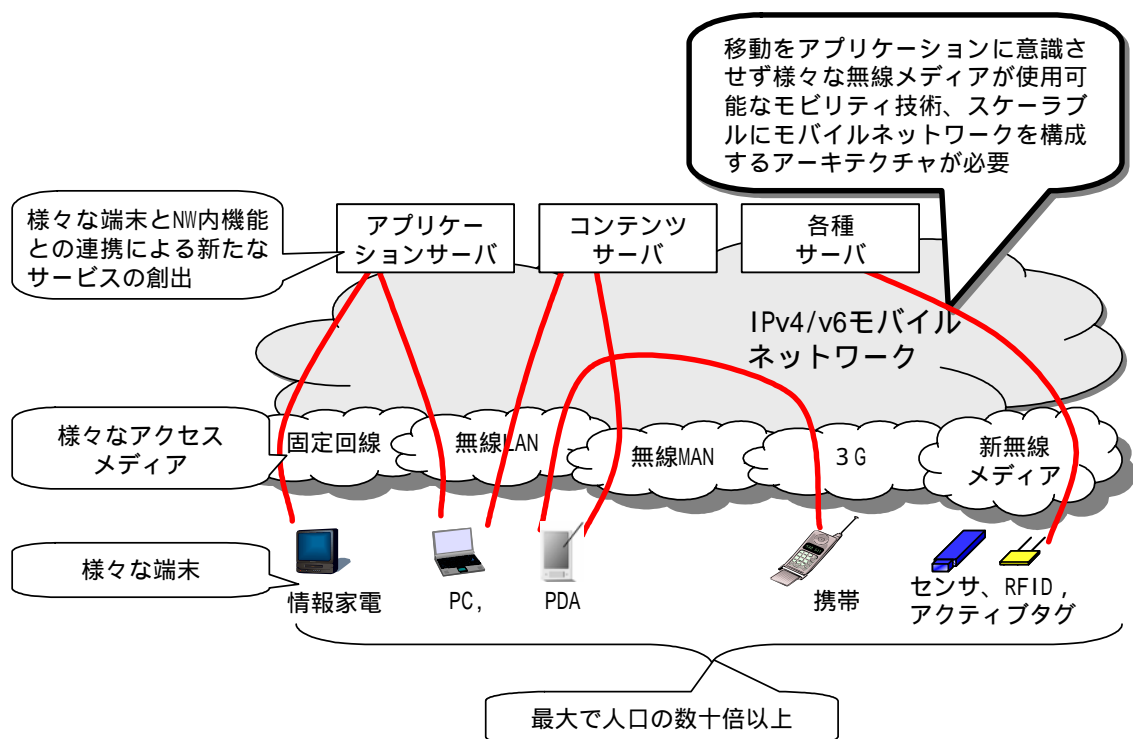 移動をアプリケーションに意識さ
せず様々な無線メディアが使用可
能なモビリティ技術、スケーラブ
ルにモバイルネットワークを構成
するアーキテクチャが必要
様々な端末とNW内機能
との連携による新たな
サービスの創出
アプリケー
ションサーバ
コンテンツ
サーバ
各種
サーバ
IPv4/v6モバイル
ネットワーク
様々なアクセス
メディア
固定回線
無線LAN
無線MAN
3G
新無線
メディア
様々な端末
情報家電
PC,
PDA
携帯
センサ、RFID,
アクティブタグ
最大で人口の数十倍以上